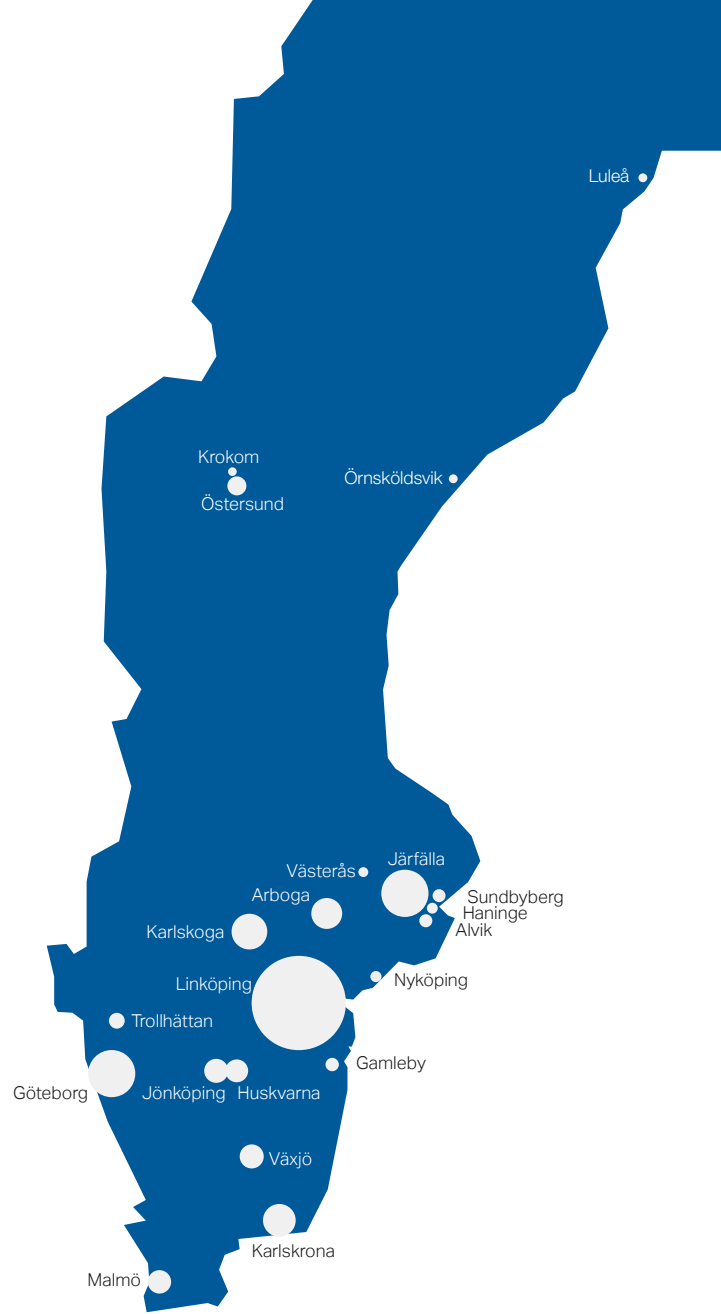 Luleå
Krokom
Örnsköldsvik
Östersund
Järfälla
Västerås
Arboga
Sundbyberg
Haninge
Alvik
Karlskoga
Linköping
Nyköping
Trollhättan
Gamleby
Göteborg
Jönköping
Huskvarna
Växjö
Karlskrona
Malmö